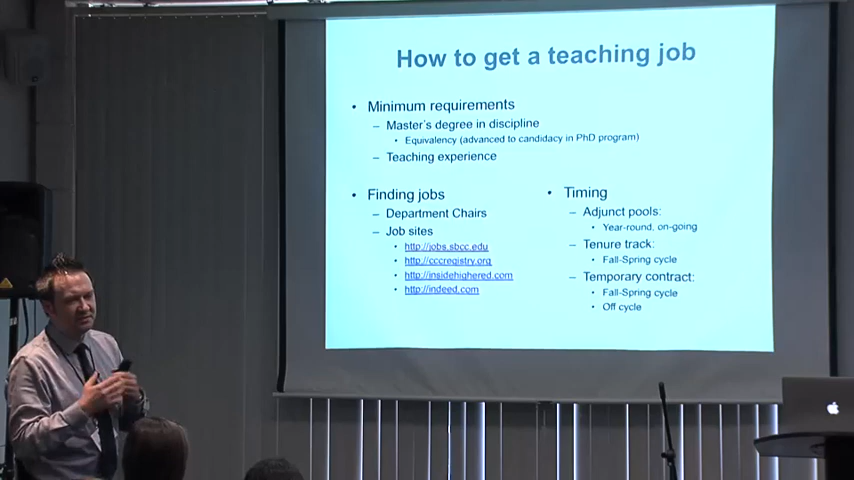 How to get a teaching job
• Minimum requirements
– Master's degree in discipline
• Equivalency (advanced to candidacy in PhD program)
– Teaching experience
• Finding jobs
– Department Chairs
– Job sites
• http://jobs.sbcc.edu
• http://cccregistry.org
• http://insidehighered.com
• http://indeed.com
• Timing
– Adjunct pools:
• Year-round, on-going
– Tenure track:
• Fall-Spring cycle
– Temporary contract:
• Fall-Spring cycle
• Off cycle